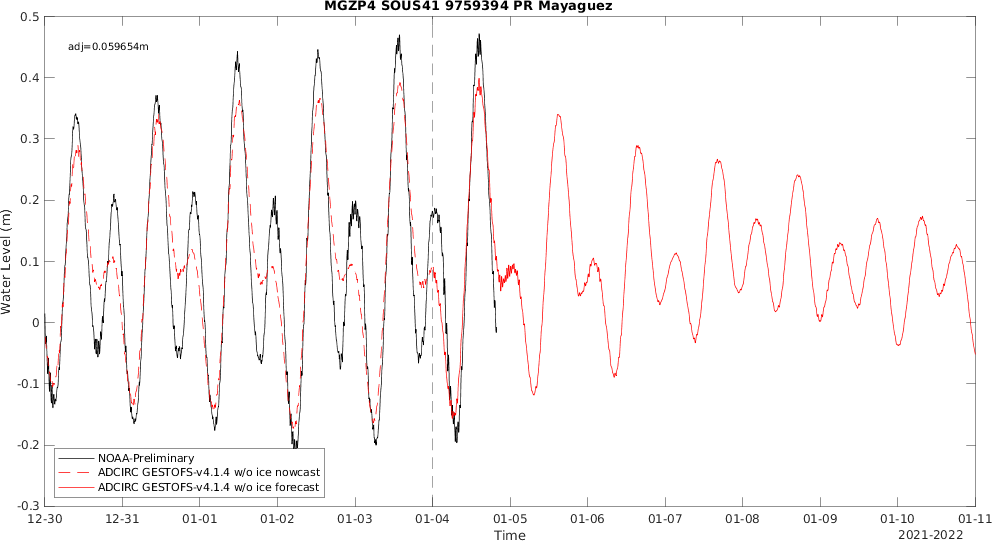 MGZP4 SOUS41 9759394 PR Mayaguez
adj=0.059654m
0.5
0.4
0.3
0.2
0.1
0
-0.1
-0.2
-0.3
Water Level (m)
NOAA-Preliminary
ADCIRC GESTOFS-v4.1.4 w/o ice nowcast
ADCIRC GESTOFS-v4.1.4 w/o ice forecast
12-30 12-31 01-01 01-02 01-03 01-04 01-05 01-06 01-07 01-08 01-09 01-10 01-11
Time
2021-2022